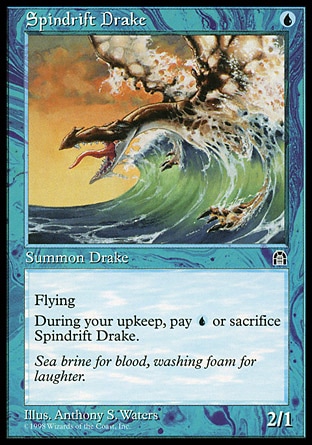 Spindrift Drake
Summon Drake
Flying
During your upkeep, pay or sacrifice
Spindrift Drake.
Sea brine for blood, washing foam for
laughter.
Illus. Anthony S. Waters
©1998 Wizards of the Coast, Inc.
2/1